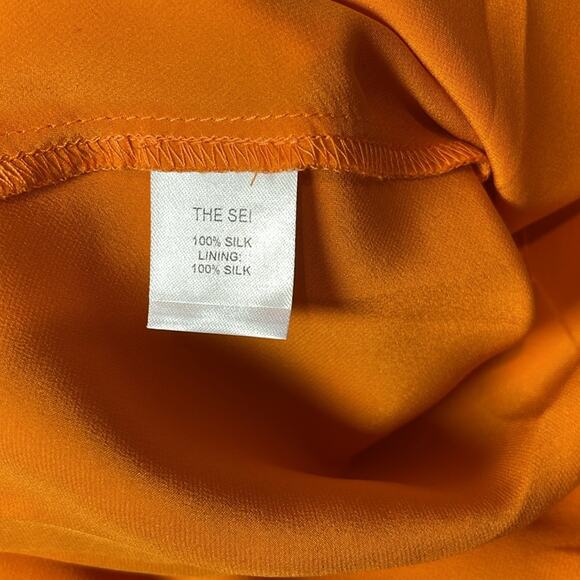 THE SEI
100% SILK
LINING:
100% SILK